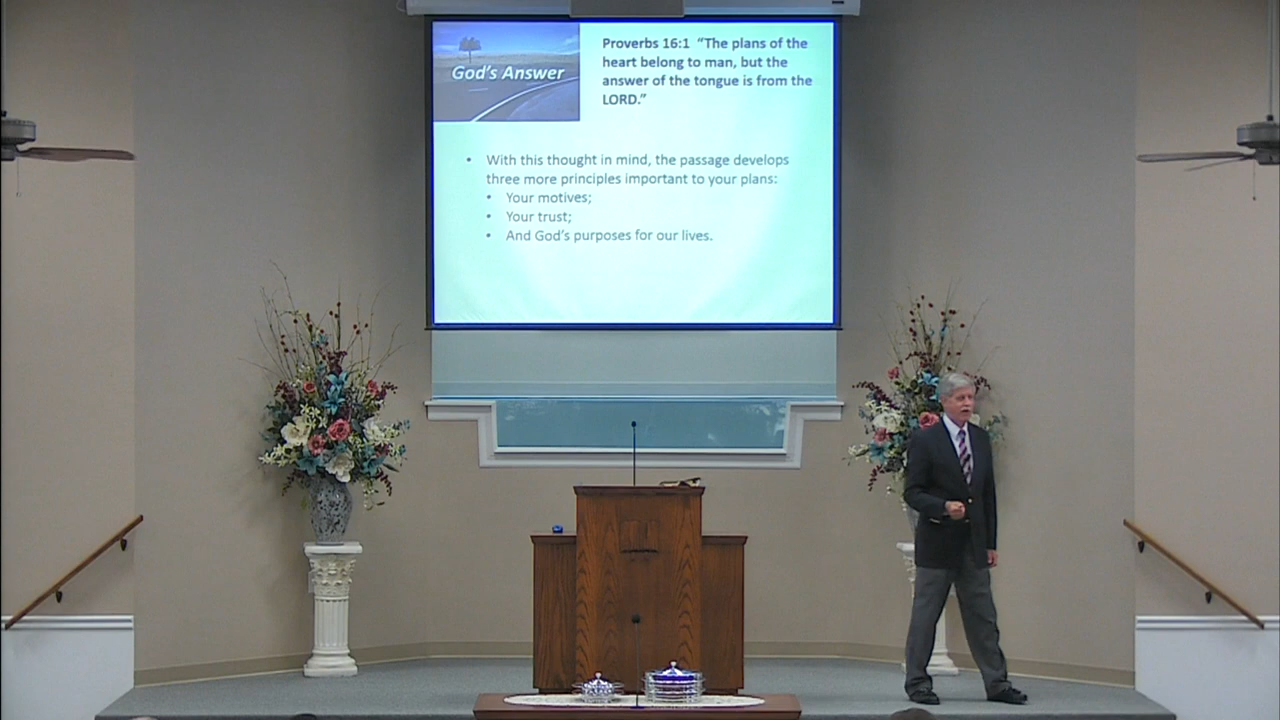 God's Answer
Proverbs 16:1 "The plans of the
heart belong to man, but the
answer of the tongue is from the
LORD."
• With this thought in mind, the passage develops
three more principles important to your plans:
• Your motives;
• Your trust;
• And God's purposes for our lives.